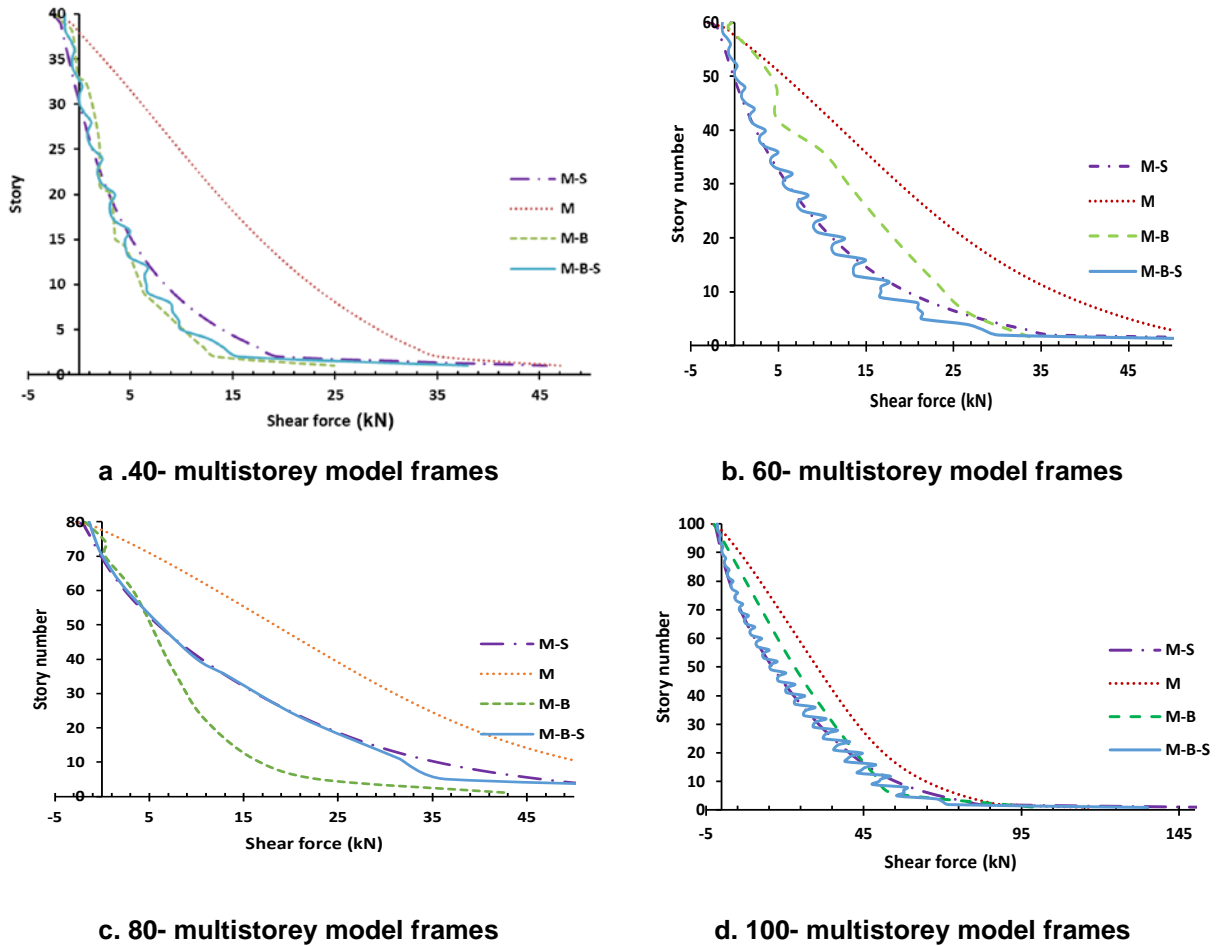 40
35
30
25
20
15
10
5
0
Story
-5 5 15 25 35 45
Shear force (kN)
M-S
M
M-B
M-B-S
a .40- multistorey model frames
60
50
40
30
20
10
0
Story number
-5 5 15 25 35 45
Shear force (kN)
M-S
M
M-B
M-B-S
b. 60- multistorey model frames
80
70
60
50
40
30
20
10
0
Story number
-5 5 15 25 35 45
Shear force (kN)
M-S
M
M-B
M-B-S
c. 80- multistorey model frames
100
90
80
70
60
50
40
30
20
10
0
Story number
-5 45 95 145
Shear force (kN)
M-S
M
M-B
M-B-S
d. 100- multistorey model frames